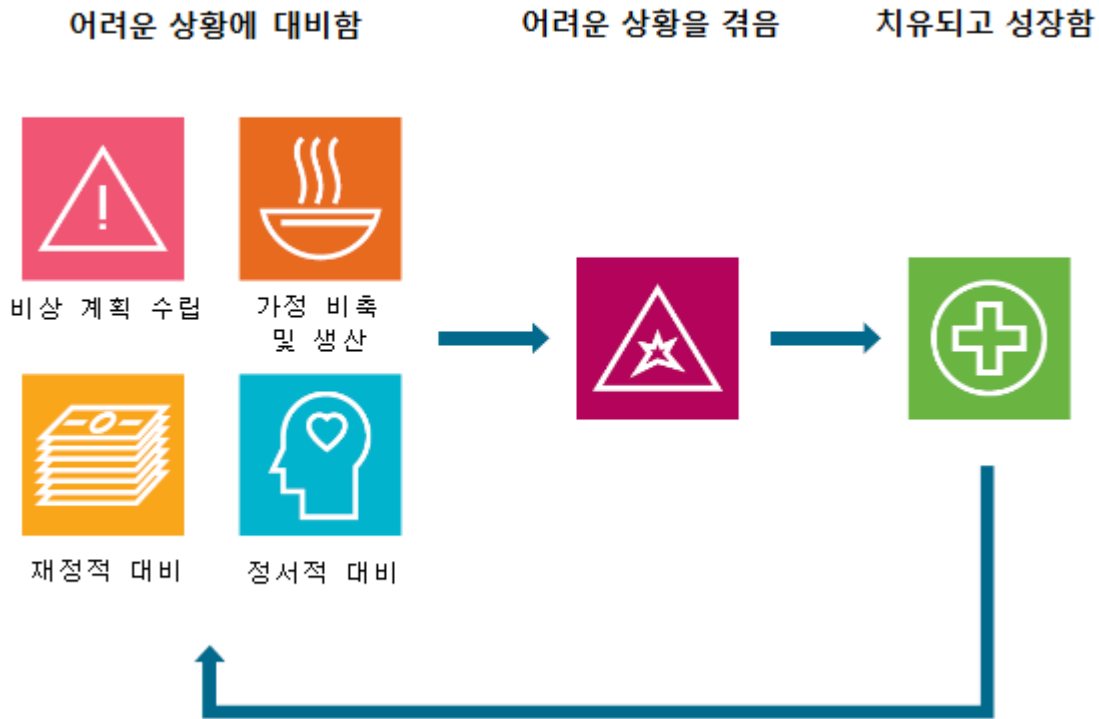 어려운 상황에 대비함
어려운 상황을 겪음
치유되고 성장함
비상 계획 수립
가정 비축
및 생산
재정적 대비
정서적 대비